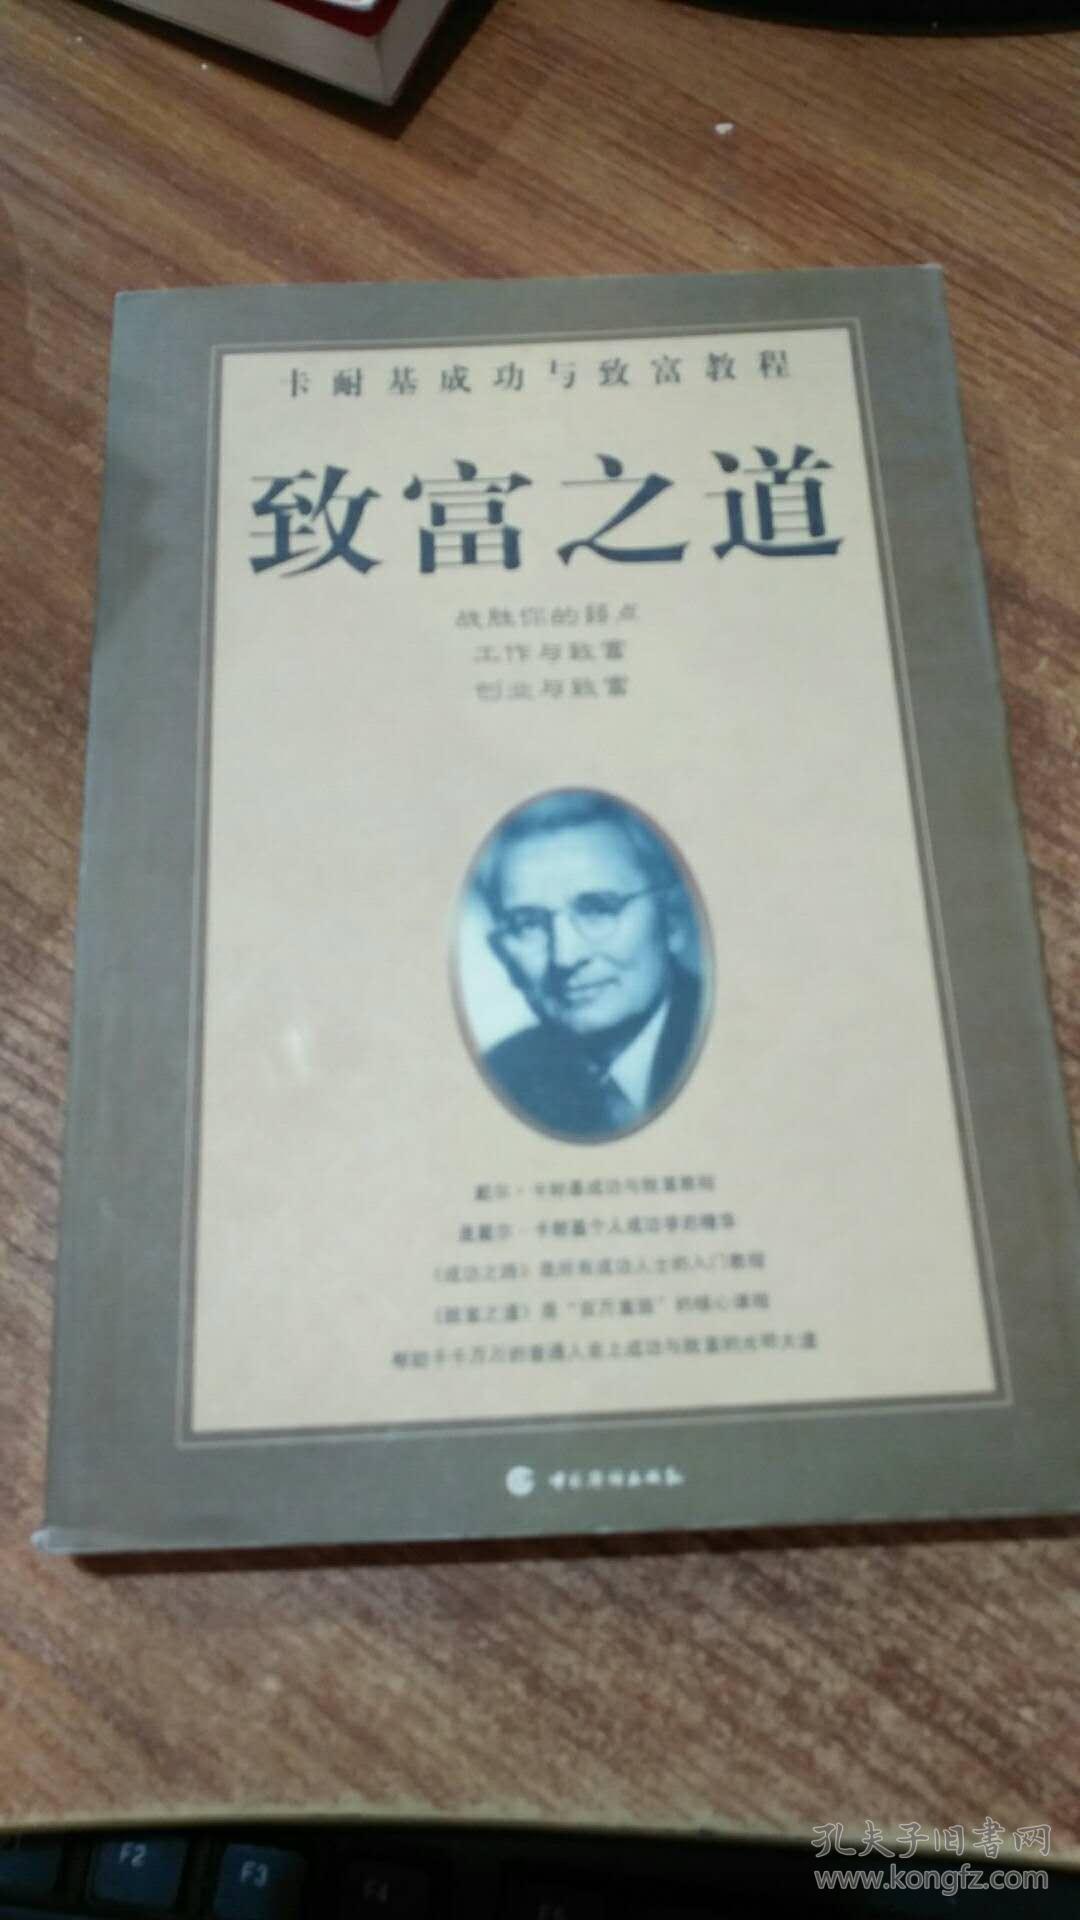 卡耐基成功与致富教程
致富之道
战胜你的弱点
工作与致富
创业与致富
戴尔·卡耐基成功与致富教程
是戴尔·卡耐基个人成功学的精华
《成功之路》是所有成功人士的入门教程
《致富之道》是“百万富翁”的核心课程
帮助千千万万的普通人走上成功与致富的光明大道
F2
F3
F4
F5
孔夫子旧书网
www.kongfz.com